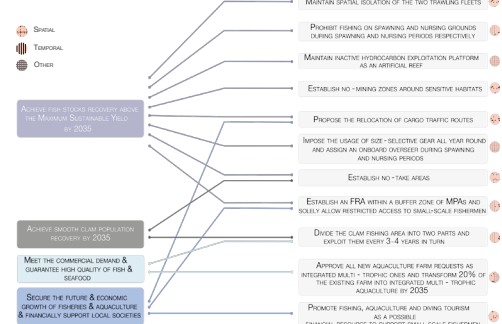 Maintain spatial isolation of the two trawling fleets
Spatial
Prohibit fishing on spawning and nursing grounds
during spawning and nursing periods respectively
Temporal
Maintain inactive hydrocarbon exploitation platform
as an artificial reef
Other
Establish no -mining zones around sensitive habitats
Achieve fish stocks recovery above
the Maximum Sustainable Yield
by 2035
Propose the relocation of cargo traffic routes
Impose the usage of size -selective gear all year round
and assign an onboard overseer during spawning
and nursing periods
Establish no -take areas
Establish an FRA within a buffer zone of MPAs and
solely allow restricted access to small-scale fishermen
Achieve smooth clam population
recovery by 2035
Divide the clam fishing area into two parts and
exploit them every 3-4 years in turn
Meet the commercial demand &
guarantee high quality of fish &
seafood
Approve all new aquaculture farm requests as
integrated multi - trophic ones and transform 20% of
the existing farm into integrated multi - trophic
aquaculture by 2035
Secure the future & economic
growth of fisheries & aquaculture
& financially support local societies
Promote fishing, aquaculture and diving tourism
as a possible
financial resource to support small-scale fishermen